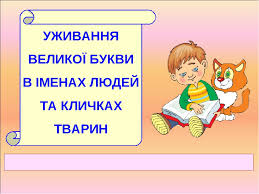 УЖИВАННЯ
ВЕЛИКОЇ БУКВИ
В ІМЕНАХ ЛЮДЕЙ
ТА КЛИЧКАХ
ТВАРИН